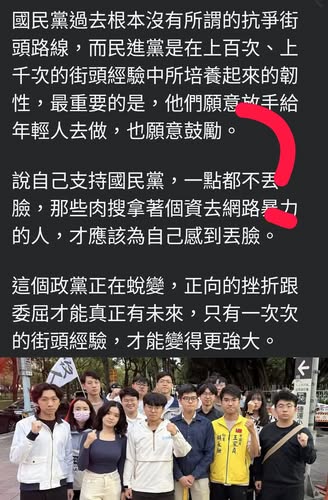 國民黨過去根本沒有所謂的抗爭街
頭路線，而民進黨是在上百次、上
千次的街頭經驗中所培養起來的韌
性，最重要的是，他們願意放手給
年輕人去做，也願意鼓勵。
說自己支持國民黨，一點都不丟
臉，那些肉搜拿著個資去網路暴力
的人，才應該為自己感到丟臉。
這個政黨正在蛻變，正向的挫折跟
委屈才能真正有未來，只有一次次
的街頭經驗，才能變得更強大。